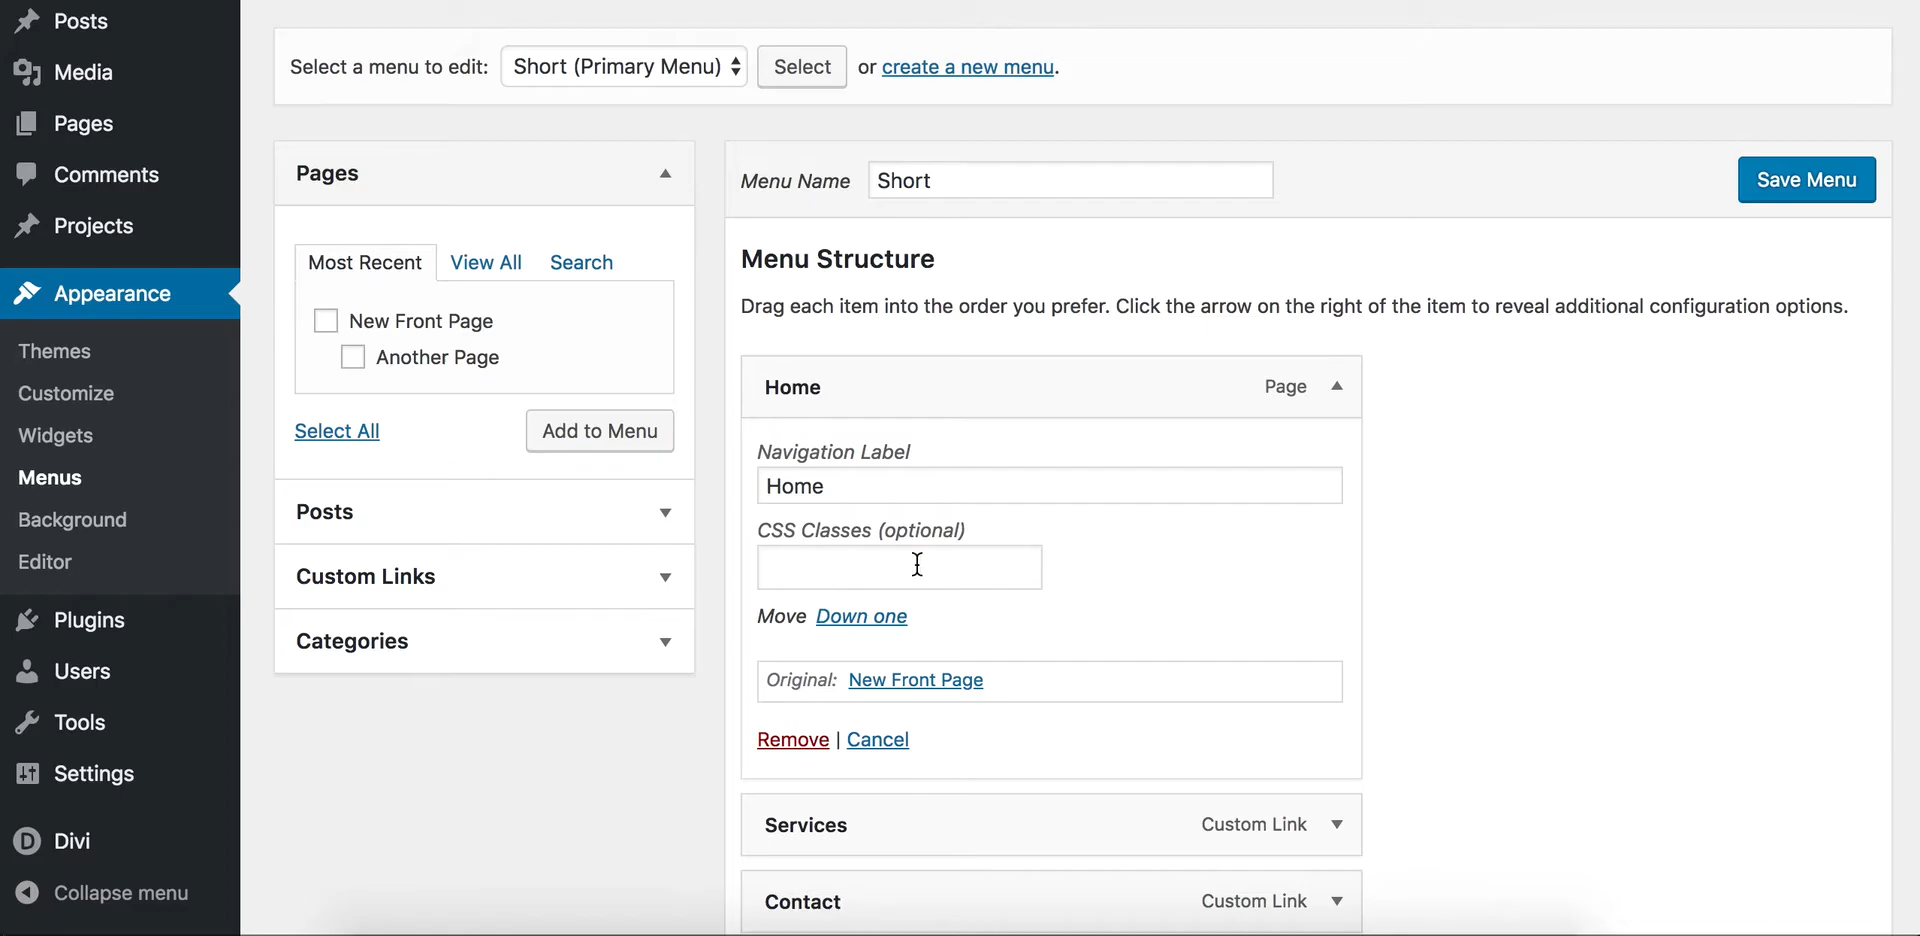 Posts
Media
Pages
Comments
Projects
Appearance
Themes
Customize
Widgets
Menus
Background
Editor
Plugins
Users
Tools
Settings
Divi
Collapse menu
Select a menu to edit: Short (Primary Menu) Select or create a new menu.
Pages
Most Recent View All Search
New Front Page
Another Page
Select All Add to Menu
Posts
Custom Links
Categories
Menu Name Short Save Menu
Menu Structure
Drag each item into the order you prefer. Click the arrow on the right of the item to reveal additional configuration options.
Home Page
Navigation Label
Home
CSS Classes (optional)
Move Down one
Original: New Front Page
Remove | Cancel
Services Custom Link
Contact Custom Link